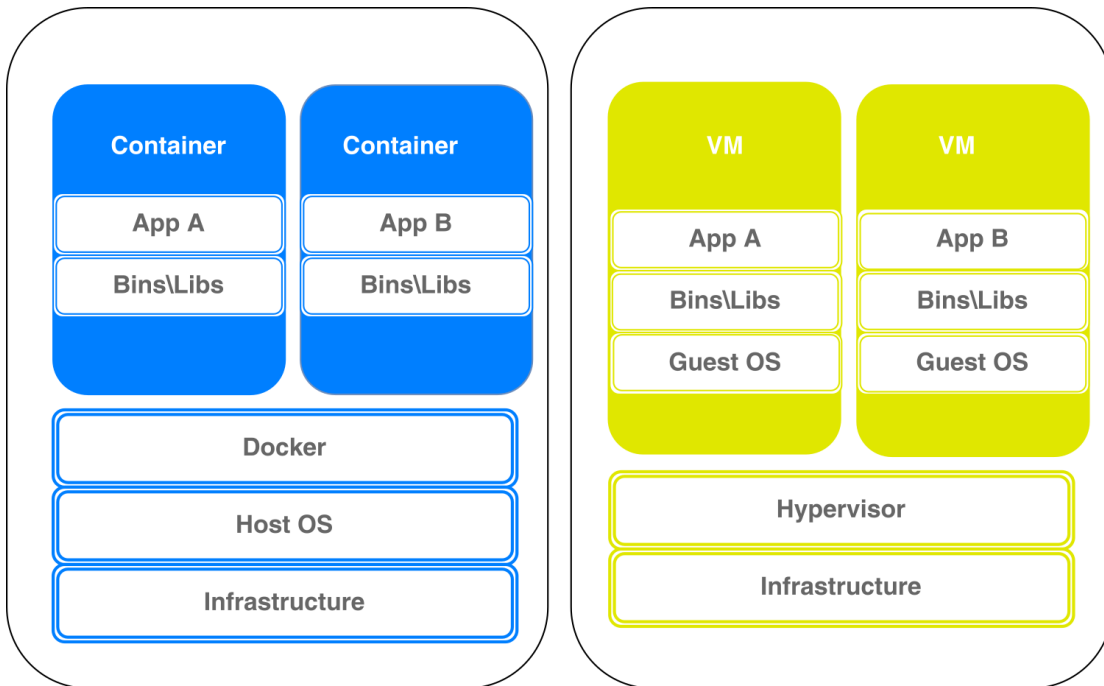 Container
App A
Bins\Libs
Container
App B
Bins\Libs
Docker
Host OS
Infrastructure
VM
App A
Bins\Libs
Guest OS
VM
App B
Bins\Libs
Guest OS
Hypervisor
Infrastructure